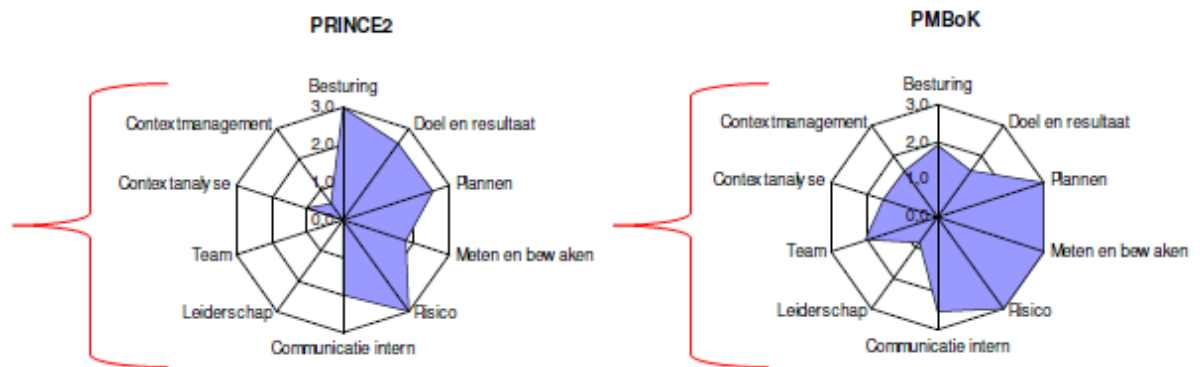 PRINCE2
Besturing
3,0
Doel en resultaat
2,0
Plannen
1,0
Meten en bewaken
0,0
Risico
Communicatie intern
Leiderschap
Team
Contextanalyse
Contextmanagement
PMBoK
Besturing
3,0
Doel en resultaat
2,0
Plannen
1,0
Meten en bewaken
0,0
Risico
Communicatie intern
Leiderschap
Team
Contextanalyse
Contextmanagement